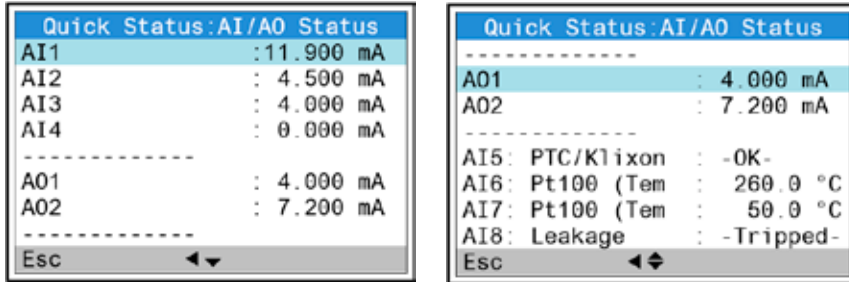 Quick Status:AI/AO Status
AI1 :11.900 mA
AI2 : 4.500 mA
AI3 : 4.000 mA
AI4 : 0.000 mA
-------------
AO1 : 4.000 mA
AO2 : 7.200 mA
-------------
Esc
Quick Status:AI/AO Status
-------------
AO1 : 4.000 mA
AO2 : 7.200 mA
-------------
AI5: PTC/Klixon : -OK-
AI6: Pt100 (Tem : 260.0 °C
AI7: Pt100 (Tem : 50.0 °C
AI8: Leakage : -Tripped-
Esc